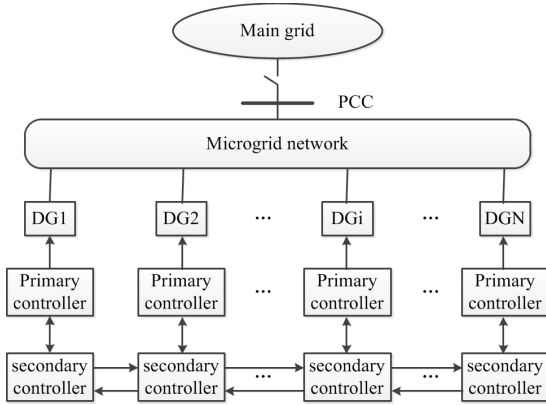 Main grid
PCC
Microgrid network
DG1 DG2 ... DGi ... DGN
Primary Primary ... Primary ... Primary
controller controller controller controller
secondary secondary ... secondary ... secondary
controller controller controller controller